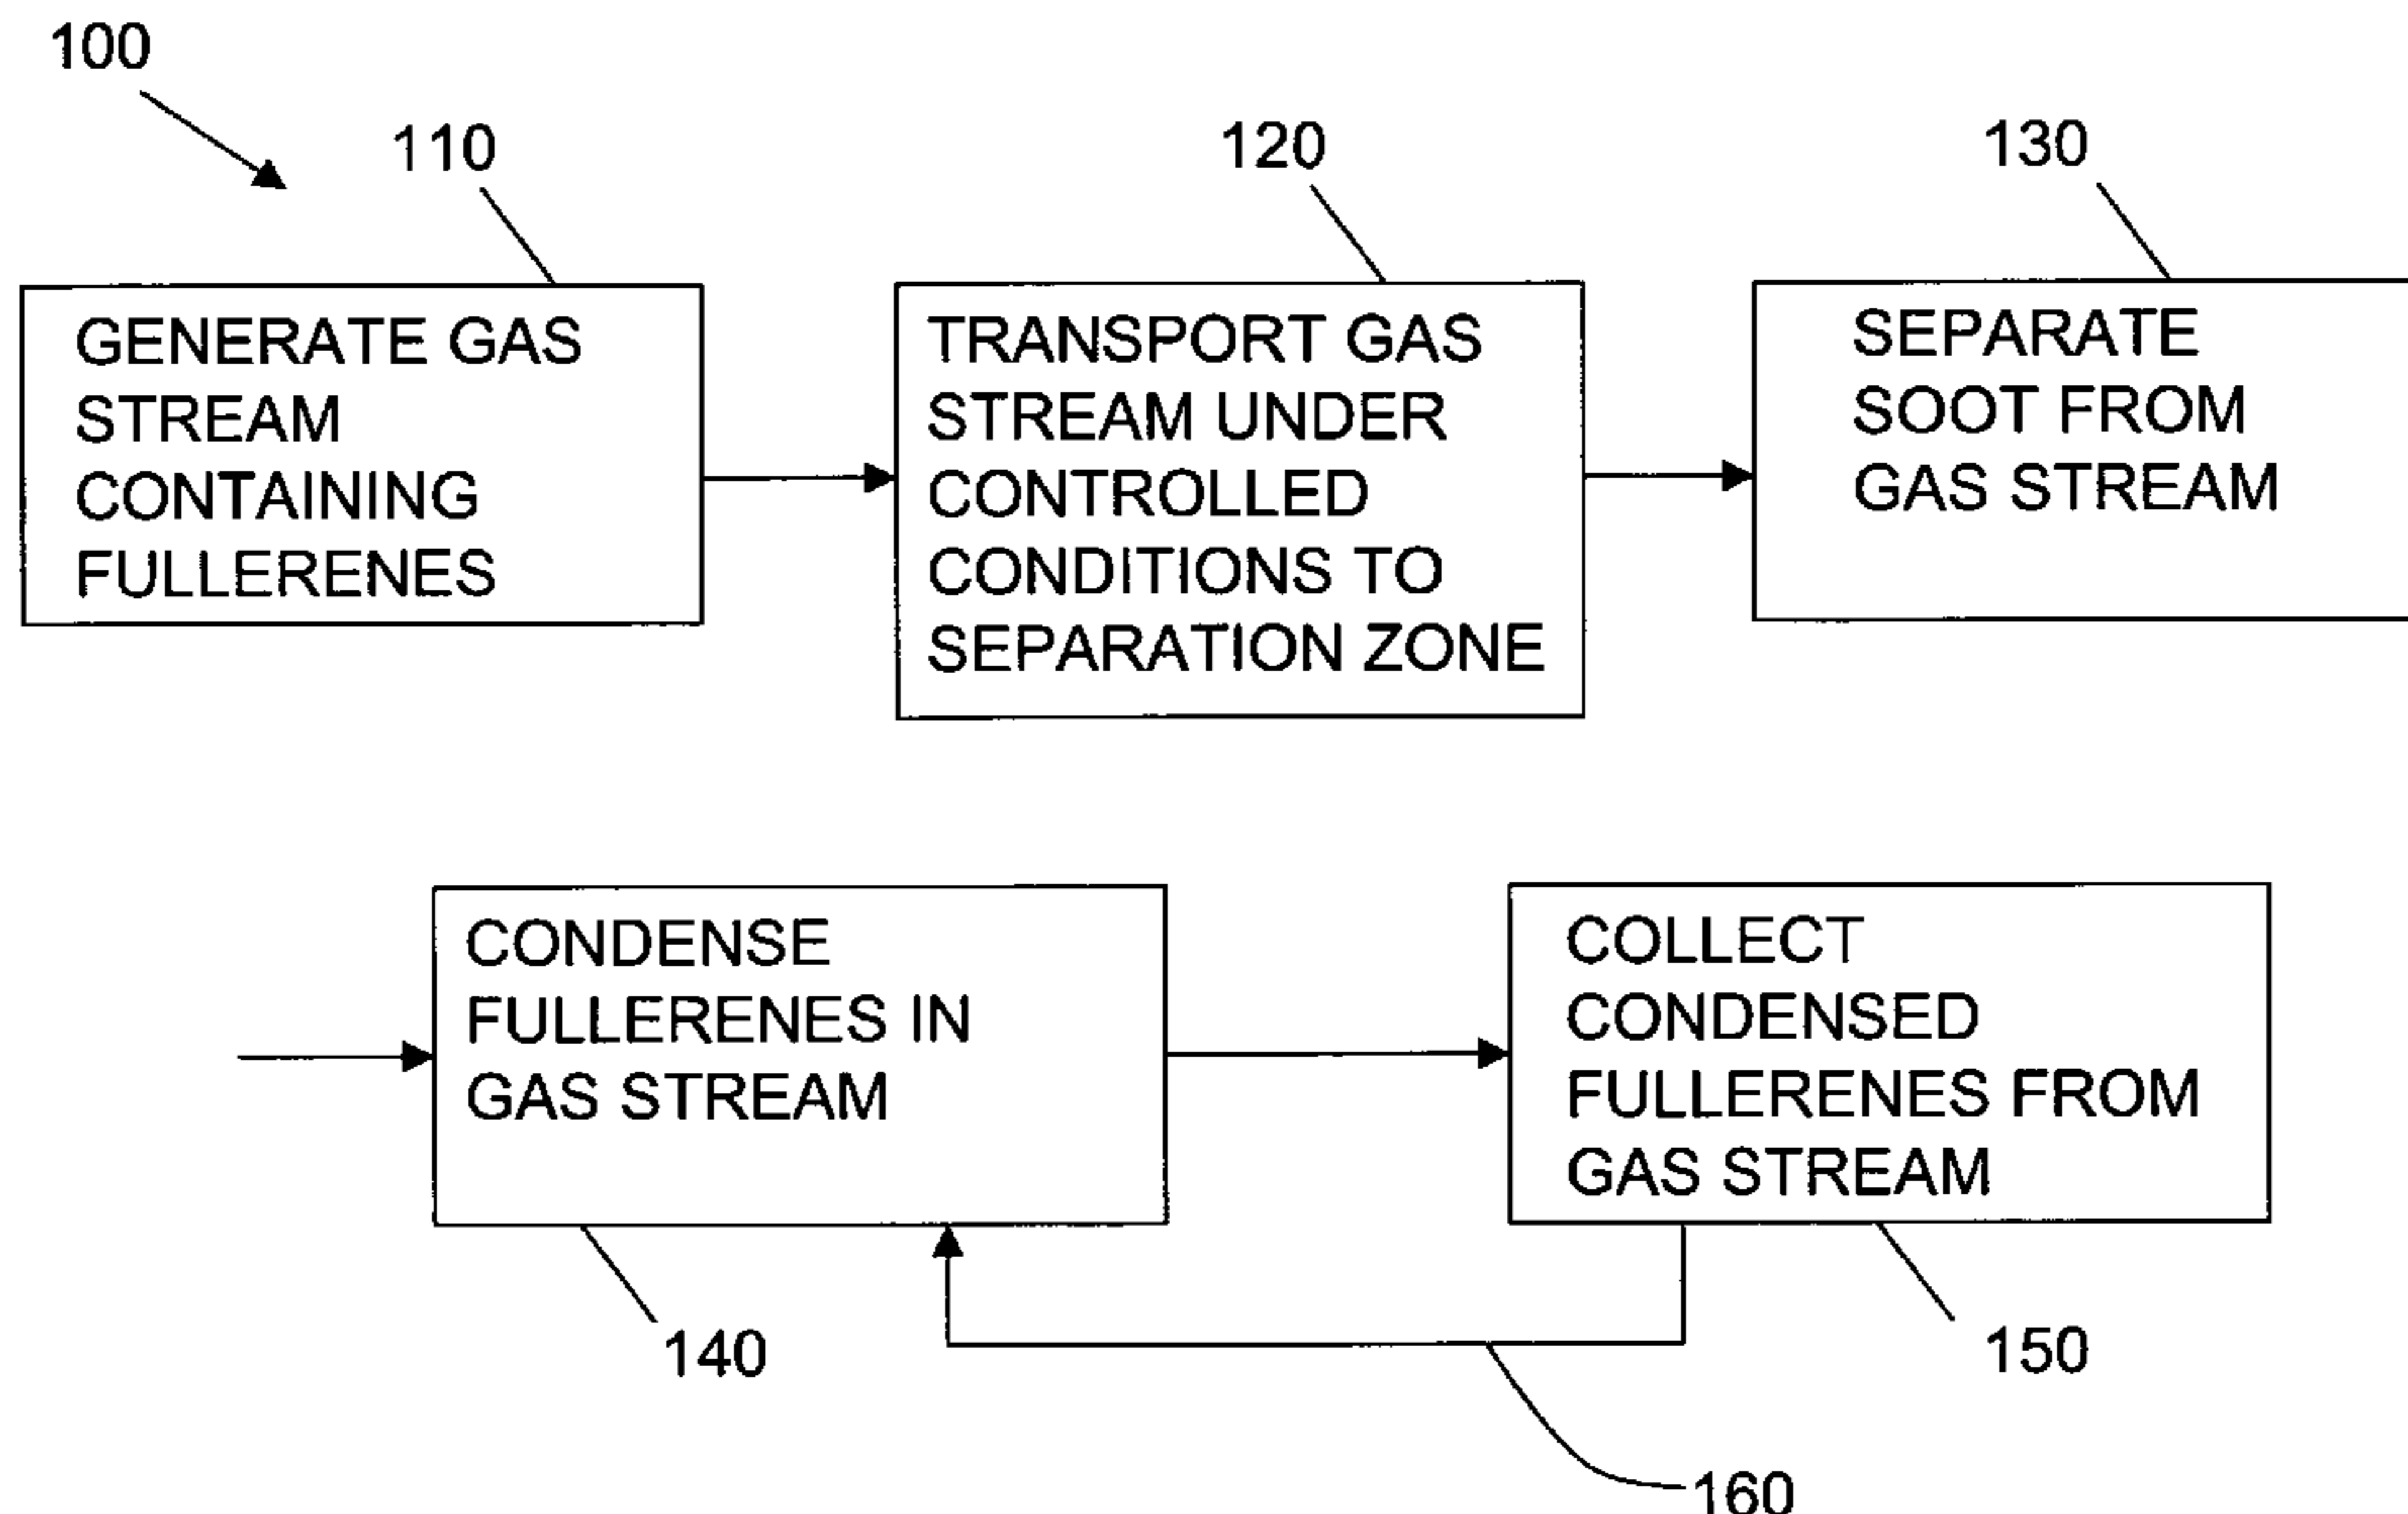 100
110
120
130
GENERATE GAS
STREAM
CONTAINING
FULLERENES
TRANSPORT GAS
STREAM UNDER
CONTROLLED
CONDITIONS TO
SEPARATION ZONE
SEPARATE
SOOT FROM
GAS STREAM
CONDENSE
FULLERENES IN
GAS STREAM
COLLECT
CONDENSED
FULLERENES FROM
GAS STREAM
140
150
160